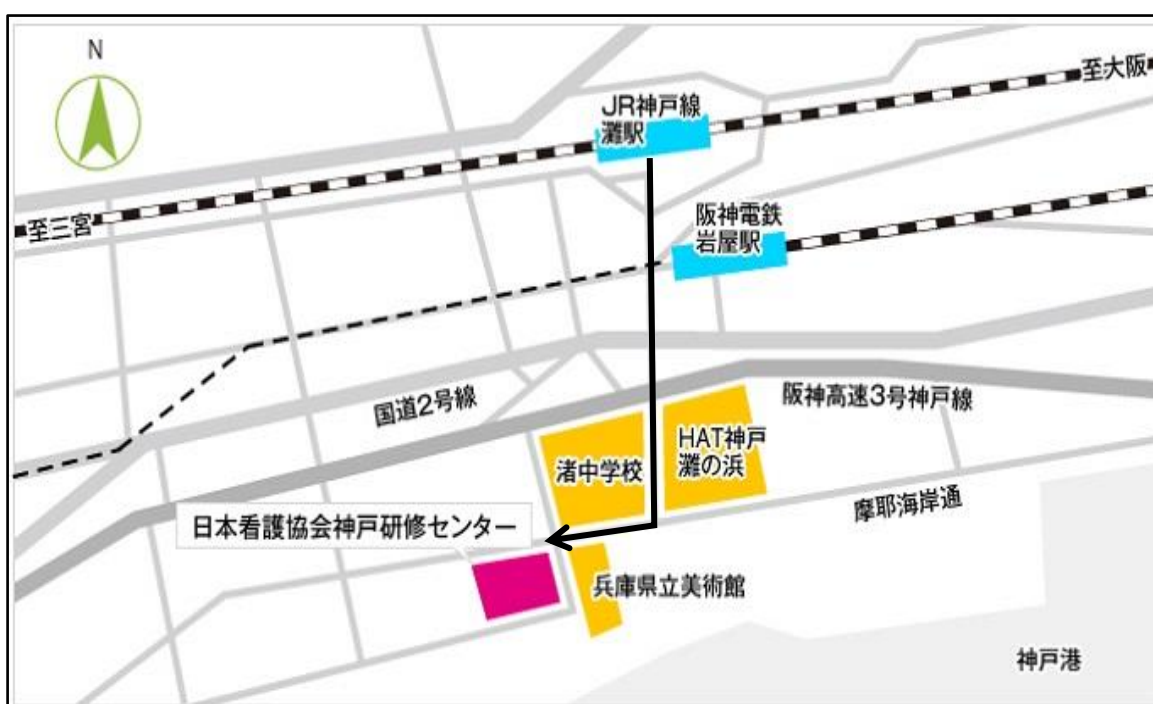 N
至大阪
JR神戸線
灘駅
至三宮
阪神電鉄
岩屋駅
国道2号線
阪神高速3号神戸線
HAT神戸
灘の浜
渚中学校
摩耶海岸通
日本看護協会神戸研修センター
兵庫県立美術館
神戸港